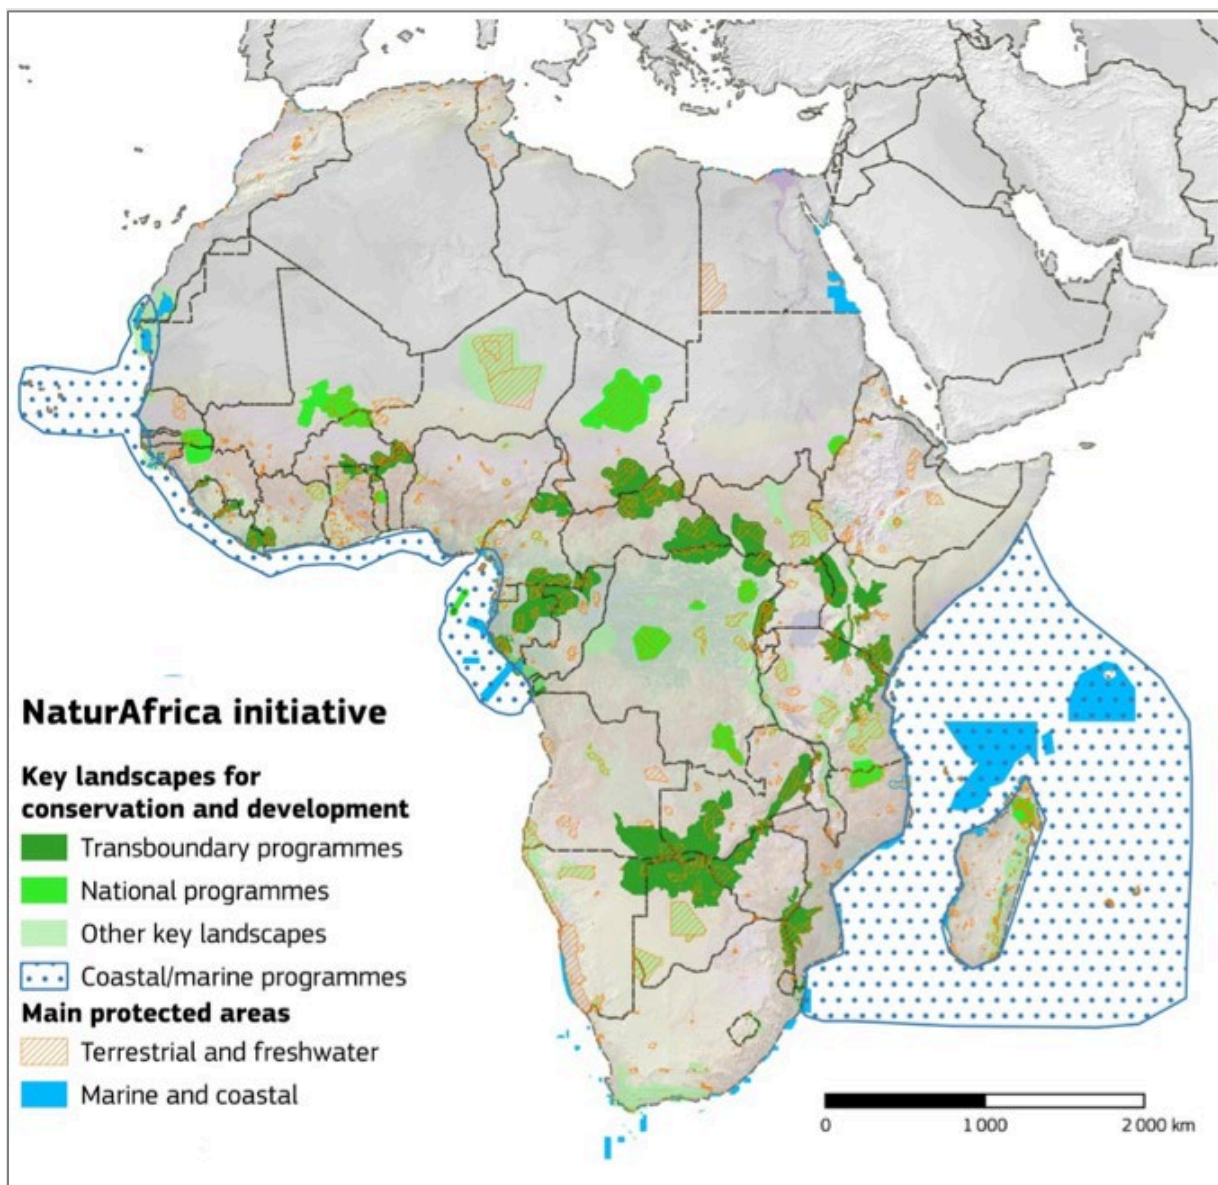 NaturAfrica initiative
Key landscapes for
conservation and development
Transboundary programmes
National programmes
Other key landscapes
Coastal/marine programmes
Main protected areas
Terrestrial and freshwater
Marine and coastal
0 1 000 2 000 km